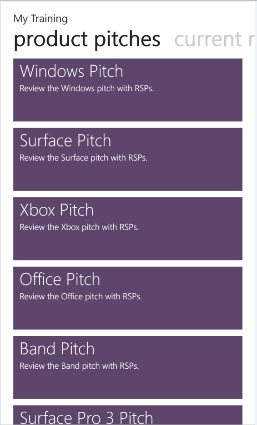 My Training
product pitches current r
Windows Pitch
Review the Windows pitch with RSPs.
Surface Pitch
Review the Surface pitch with RSPs.
Xbox Pitch
Review the Xbox pitch with RSPs.
Office Pitch
Review the Office pitch with RSPs.
Band Pitch
Review the Band pitch with RSPs.
Surface Pro 3 Pitch